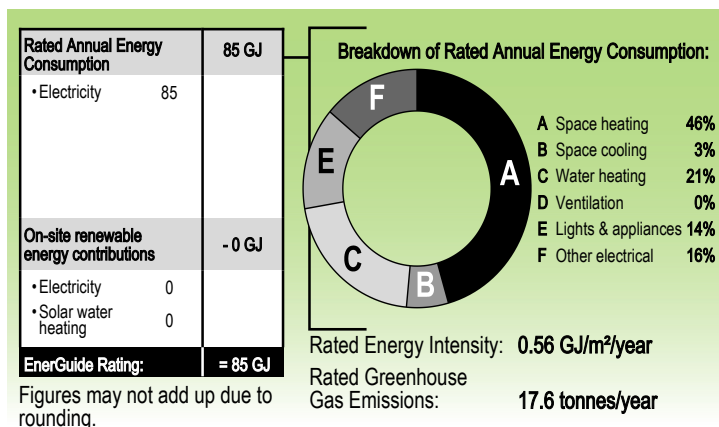 Rated Annual Energy
Consumption
85 GJ
• Electricity 85
On-site renewable
energy contributions
- 0 GJ
• Electricity 0
• Solar water
heating 0
EnerGuide Rating: = 85 GJ
Figures may not add up due to
rounding.
Breakdown of Rated Annual Energy Consumption:
A
B
C
E
F
A Space heating 46%
B Space cooling 3%
C Water heating 21%
D Ventilation 0%
E Lights & appliances 14%
F Other electrical 16%
Rated Energy Intensity: 0.56 GJ/m²/year
Rated Greenhouse
Gas Emissions: 17.6 tonnes/year